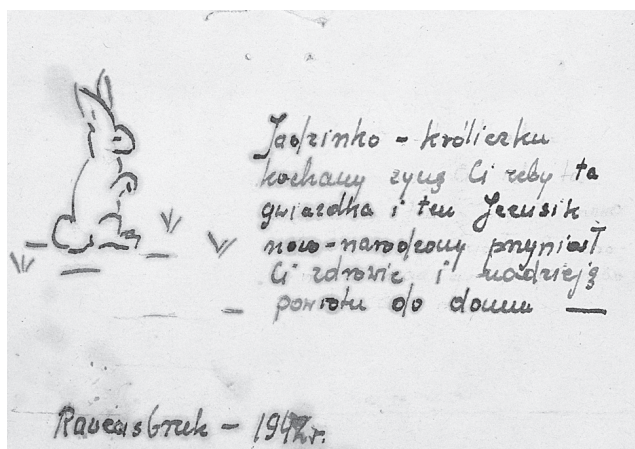 Jadzinko - króliczku
kochany życzę Ci żeby ta
gwiazdka i ten Jezusik
nowo-narodzony przyniósł
Ci zdrowie i nadzieję
powrotu do domu —
Ravensbruk - 1942r.